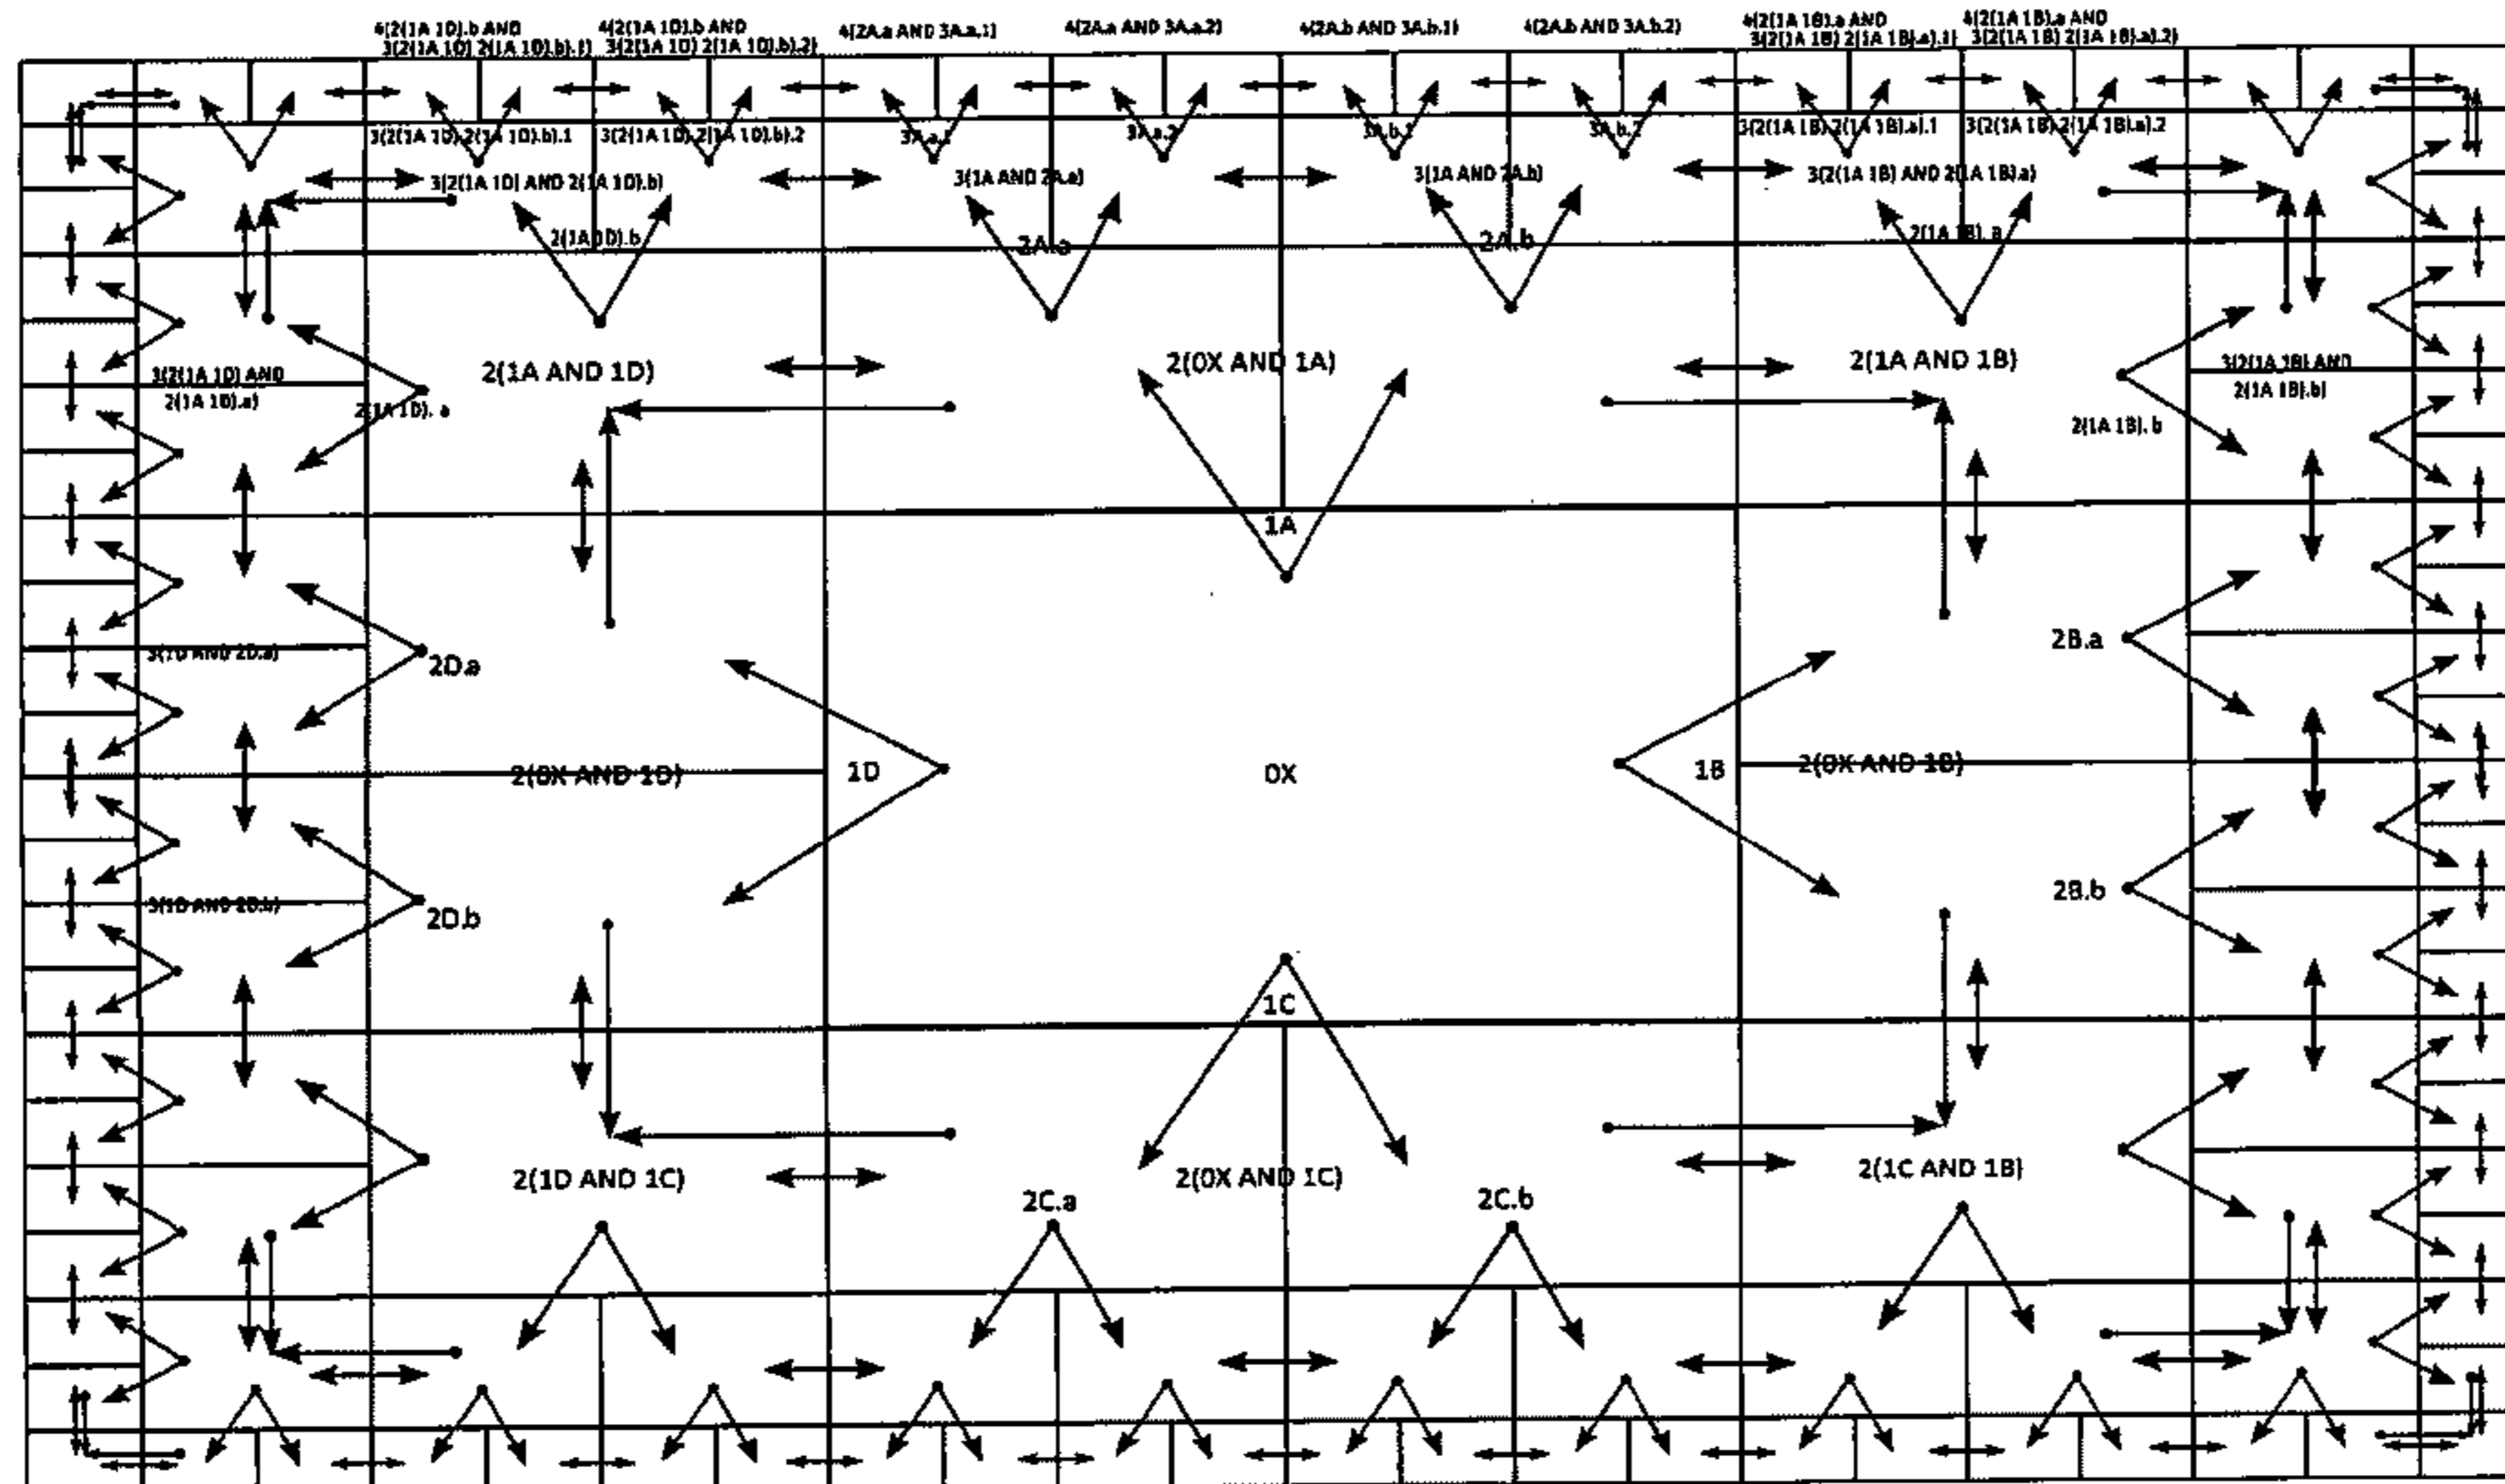 4(2(1A 1D).b AND
3(2(1A 1D) 2(1A 1D).b).1)
4(2(1A 1D).b AND
3(2(1A 1D) 2(1A 1D).b).2)
4(2A.a AND 3A.a.1)
4(2A.a AND 3A.a.2)
4(2A.b AND 3A.b.1)
4(2A.b AND 3A.b.2)
4(2(1A 1B).a AND
3(2(1A 1B) 2(1A 1B).a).1)
4(2(1A 1B).a AND
3(2(1A 1B) 2(1A 1B).a).2)
3(2(1A 1D) 2(1A 1D).b).1
3(2(1A 1D) 2(1A 1D).b).2
3A.a.1
3A.a.2
3A.b.1
3A.b.2
3(2(1A 1B) 2(1A 1B).a).1
3(2(1A 1B) 2(1A 1B).a).2
3(2(1A 1D) AND 2(1A 1D).b)
3(1A AND 2A.a)
3(1A AND 2A.b)
3(2(1A 1B) AND 2(1A 1B).a)
2(1A 1D).b
2A.a
2A.b
2(1A 1B). a
3(2(1A 1D) AND
2(1A 1D).a)
2(1A 1D). a
2(1A AND 1D)
2(0X AND 1A)
2(1A AND 1B)
3(2(1A 1B) AND
2(1A 1B).b)
2(1A 1B). b
1A
3(1D AND 2D.a)
2D.a
2B.a
2(0X AND 1D)
1D
0X
1B
2(0X AND 1B)
3(1D AND 2D.b)
2D.b
2B.b
1C
2(1D AND 1C)
2C.a
2(0X AND 1C)
2C.b
2(1C AND 1B)